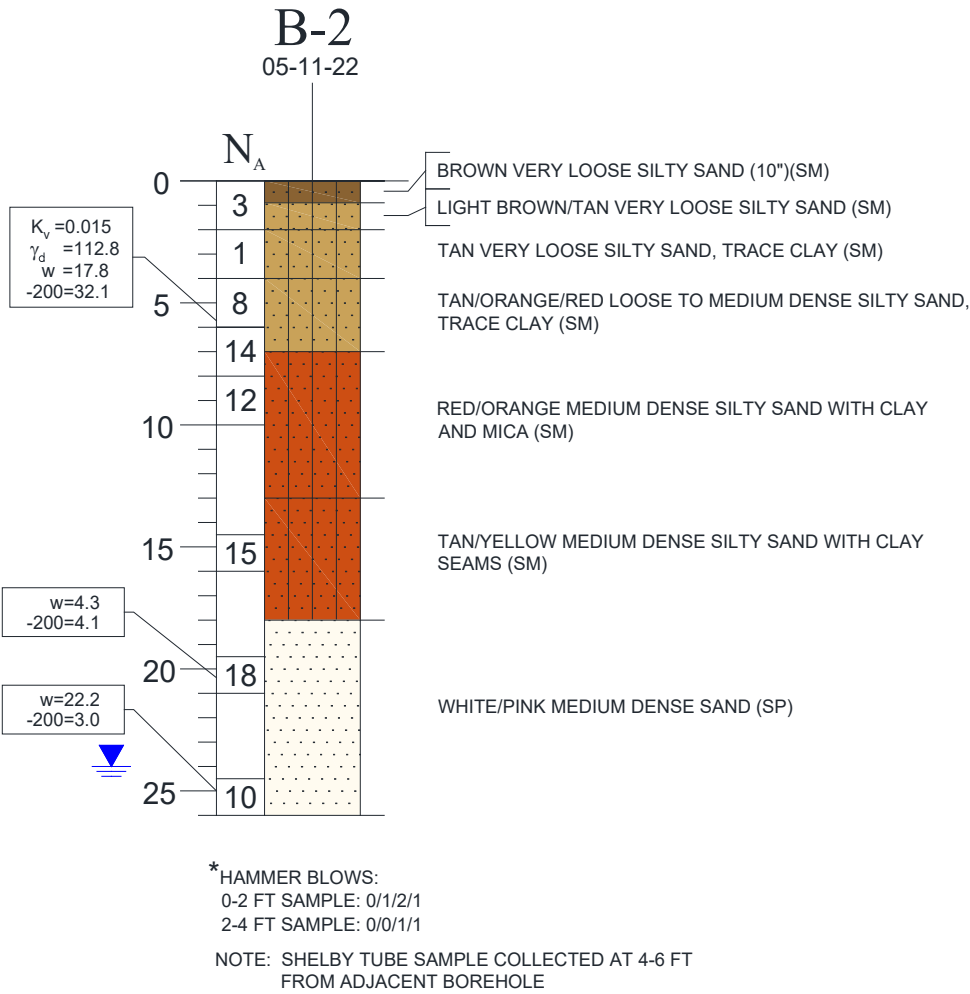 B-2
05-11-22
N_A
0
3
BROWN VERY LOOSE SILTY SAND (10")(SM)
LIGHT BROWN/TAN VERY LOOSE SILTY SAND (SM)
K_v =0.015
γ_d =112.8
w =17.8
-200=32.1
1
TAN VERY LOOSE SILTY SAND, TRACE CLAY (SM)
5
8
TAN/ORANGE/RED LOOSE TO MEDIUM DENSE SILTY SAND,
TRACE CLAY (SM)
14
12
10
RED/ORANGE MEDIUM DENSE SILTY SAND WITH CLAY
AND MICA (SM)
15
15
TAN/YELLOW MEDIUM DENSE SILTY SAND WITH CLAY
SEAMS (SM)
w=4.3
-200=4.1
20
18
w=22.2
-200=3.0
WHITE/PINK MEDIUM DENSE SAND (SP)
25
10
*HAMMER BLOWS:
0-2 FT SAMPLE: 0/1/2/1
2-4 FT SAMPLE: 0/0/1/1
NOTE: SHELBY TUBE SAMPLE COLLECTED AT 4-6 FT
FROM ADJACENT BOREHOLE